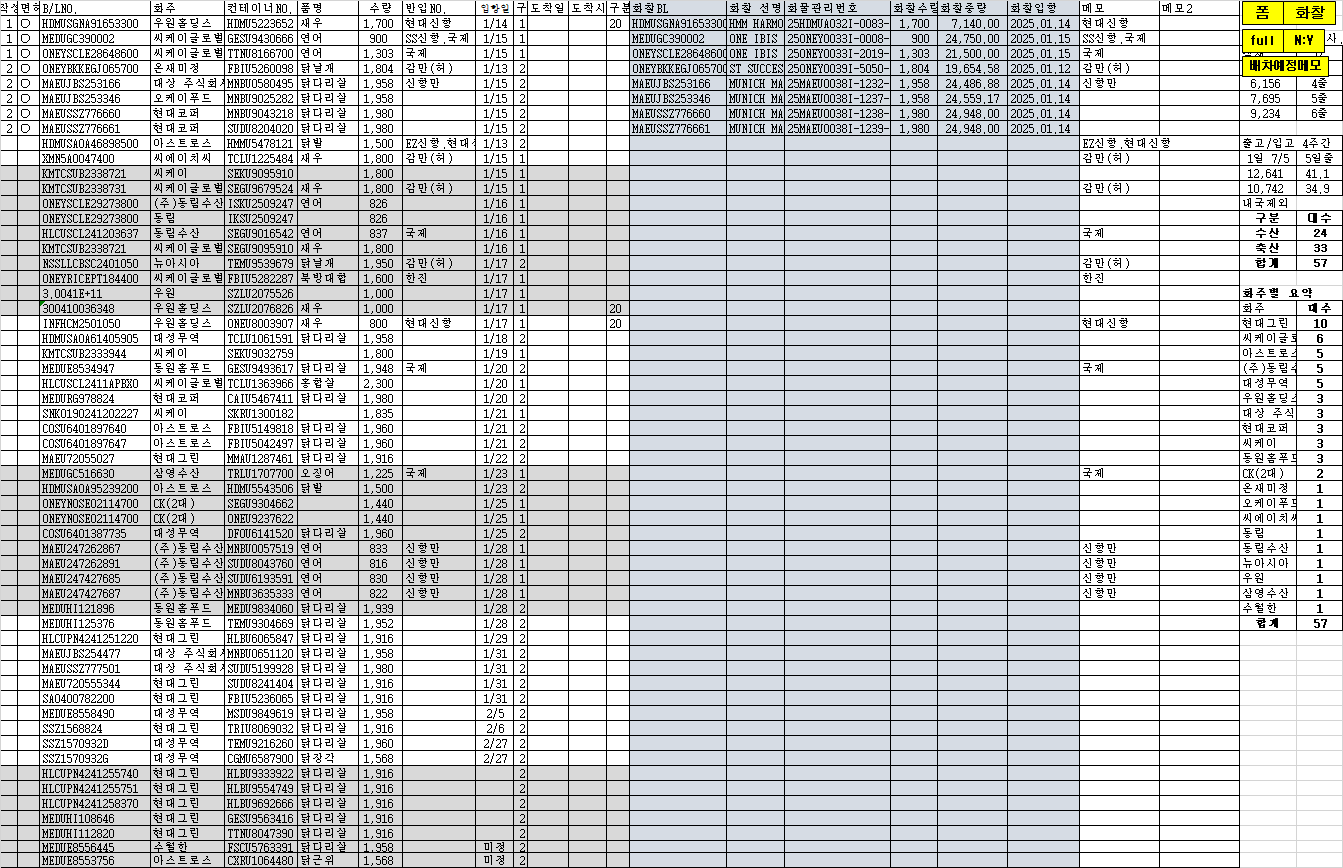 작성 면허 B/LNO. 화주 컨테이너NO. 품명 수량 반입NO. 입항일 구 도착일 도착시 구분 화찰BL 화찰 선명 화물관리번호 화찰수량 화찰중량 화찰입항 메모 메모2 폼 화찰
1 O HDMUSGNA91653300 우원홀딩스 HDMU5223652 새우 1,700 현대신항 1/14 1 20 HDMUSGNA91653300 HMM HARMO 25HDMUA032I-0083- 1,700 7,140.00 2025.01.14 현대신항
1 O MEDUGC390002 씨케이글로벌 SEGU9430666 연어 900 SS신항,국제 1/15 1 MEDUGC390002 ONE IBIS 250NEY0033I-0008- 900 24,750.00 2025.01.15 SS신항,국제 full N:Y
1 O ONEYSCLE28648600 씨케이글로벌 TTNU8166700 연어 1,303 국제 1/15 1 ONEYSCLE28648600 ONE IBIS 250NEY0033I-2019- 1,303 21,500.00 2025.01.15 국제
2 O ONEYBKKEGJ065700 온새미정 FBIU5260098 닭날개 1,804 감만(허) 1/13 2 ONEYBKKEGJ065700 ST SUCCES 250NEY0039I-5050- 1,804 19,654.58 2025.01.12 감만(허) 배차예정메모
2 O MAEUJBS253166 대상 주식회사 MNBU0580495 닭다리살 1,958 신항만 1/15 2 MAEUJBS253166 MUNICH MA 25MAEU0038I-1232- 1,958 24,486.88 2025.01.14 신항만 6,156 4줄
2 O MAEUJBS253346 오케이푸드 MNBU9025282 닭다리살 1,958 1/15 2 MAEUJBS253346 MUNICH MA 25MAEU0038I-1237- 1,958 24,559.17 2025.01.14 7,695 5줄
2 O MAEUSSZ776660 현대코퍼 MNBU9043218 닭다리살 1,980 1/15 2 MAEUSSZ776660 MUNICH MA 25MAEU0038I-1238- 1,980 24,948.00 2025.01.14 9,234 6줄
2 O MAEUSSZ776661 현대코퍼 SUDU8204020 닭다리살 1,980 1/15 2 MAEUSSZ776661 MUNICH MA 25MAEU0038I-1239- 1,980 24,948.00 2025.01.14
HDMUSAOA46898500 아스트로스 HMMU5478121 닭발 1,500 EZ신항,현대신 1/13 2 EZ신항,현대신항 출고/입고 4주간
XMN5A0047400 씨에이치씨 TCLU1225484 새우 1,800 감만(허) 1/15 1 감만(허) 1일 7/5 5일줄
KMTCSUB2338721 씨케이 SEKU9095910 1,800 1/15 1 12,641 41.1
KMTCSUB2338731 씨케이글로벌 SEGU9679524 새우 1,800 감만(허) 1/15 1 감만(허) 10,742 34.9
ONEYSCLE29273800 (주)동림수산 ISKU2509247 연어 826 1/16 1 내국제외
ONEYSCLE29273800 동림 IKSU2509247 826 1/16 1 구분 대수
HLCUSCL241203637 동림수산 SEGU9016542 연어 837 국제 1/16 1 국제 수산 24
KMTCSUB2338721 씨케이글로벌 SEGU9095910 새우 1,800 1/16 1 축산 33
NSSLLCBSC2401050 뉴아시아 TEMU9539679 닭날개 1,950 감만(허) 1/17 2 감만(허) 합계 57
ONEYRICEPT184400 씨케이글로벌 FBIU5282287 북방대합 1,600 한진 1/17 1 한진
3.0041E+11 우원 SZLU2075526 1,000 1/17 1 화주별 요약
300410036348 우원홀딩스 SZLU2076826 새우 1,000 1/17 1 20 화주 대수
INFHCM2501050 우원홀딩스 ONEU8003907 새우 800 현대신항 1/17 1 20 현대신항 현대그린 10
HDMUSAOA61405905 대성무역 TCLU1061591 닭다리살 1,958 1/18 2 씨케이글로 6
KMTCSUB2333944 씨케이 SEKU9032759 1,800 1/19 1 아스트로스 5
MEDUE8534947 동원홈푸드 GESU9493617 닭다리살 1,948 국제 1/20 2 국제 (주)동림수 5
HLCUSCL2411APBX0 씨케이글로벌 TCLU1363966 홍합살 2,300 1/20 1 대성무역 5
MEDURG978824 현대코퍼 CAIU5467411 닭다리살 1,980 1/20 2 우원홀딩스 3
SNKO190241202227 씨케이 SKRU1300182 1,835 1/21 1 대상 주식 3
COSU6401897640 아스트로스 FBIU5149818 닭다리살 1,960 1/21 2 현대코퍼 3
COSU6401897647 아스트로스 FBIU5042497 닭다리살 1,960 1/21 2 씨케이 3
MAEU72055027 현대그린 MMAU1287461 닭다리살 1,916 1/22 2 동원홈푸드 3
MEDUGC516630 삼영수산 TRLU1707700 오징어 1,225 국제 1/23 1 국제 CK(2대) 2
HDMUSAOA95239200 아스트로스 HDMU5543506 닭발 1,500 1/23 2 온새미정 1
ONEYNOSE02114700 CK(2대) SEGU9304662 1,440 1/25 1 오케이푸드 1
ONEYNOSE02114700 CK(2대) ONEU9237622 1,440 1/25 1 씨에이치씨 1
COSU6401387735 대성무역 DFOU6141520 닭다리살 1,960 1/25 2 동림 1
MAEU247262867 (주)동림수산 MNBU0057519 연어 833 신항만 1/28 1 신항만 동림수산 1
MAEU247262891 (주)동림수산 SUDU8043760 연어 816 신항만 1/28 1 신항만 뉴아시아 1
MAEU247427685 (주)동림수산 SUDU6193591 연어 830 신항만 1/28 1 신항만 우원 1
MAEU247427687 (주)동림수산 MNBU3635333 연어 822 신항만 1/28 1 신항만 삼영수산 1
MEDUHI121896 동원홈푸드 MEDU9834060 닭다리살 1,939 1/28 2 수월한 1
MEDUHI125376 동원홈푸드 TEMU9304669 닭다리살 1,952 1/28 2 합계 57
HLCUPN4241251220 현대그린 HLBU6065847 닭다리살 1,916 1/29 2
MAEUJBS254477 대상 주식회사 MNBU0651120 닭다리살 1,958 1/31 2
MAEUSSZ777501 대상 주식회사 SUDU5199928 닭다리살 1,980 1/31 2
MAEU720555344 현대그린 SUDU8241404 닭다리살 1,916 1/31 2
SA0400782200 현대그린 FBIU5236065 닭다리살 1,916 1/31 2
MEDUE8558490 대성무역 MSDU9849619 닭다리살 1,958 2/5 2
SSZ1568824 현대그린 TRIU8069032 닭다리살 1,916 2/6 2
SSZ1570932D 대성무역 TEMU9216260 닭다리살 1,960 2/27 2
SSZ1570932G 대성무역 CGMU6587900 닭정각 1,568 2/27 2
HLCUPN4241255740 현대그린 HLBU9333922 닭다리살 1,916 2
HLCUPN4241255751 현대그린 HLBU9554749 닭다리살 1,916 2
HLCUPN4241258370 현대그린 HLBU9692666 닭다리살 1,916 2
MEDUHI108646 현대그린 GESU9563416 닭다리살 1,916 2
MEDUHI112820 현대그린 TTNU8047390 닭다리살 1,916 2
MEDUE8556445 수월한 FSCU5763391 닭다리살 1,958 미정 2
MEDUE8553756 아스트로스 CXRU1064480 닭근위 1,568 미정 2